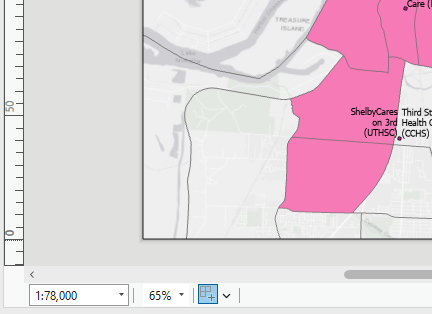 Care (
TREASURE
ISLAND
ShelbyCares
on 3rd
(UTHSC)
Third St
Health C
(CCHS)
50
0
1:78,000
65%